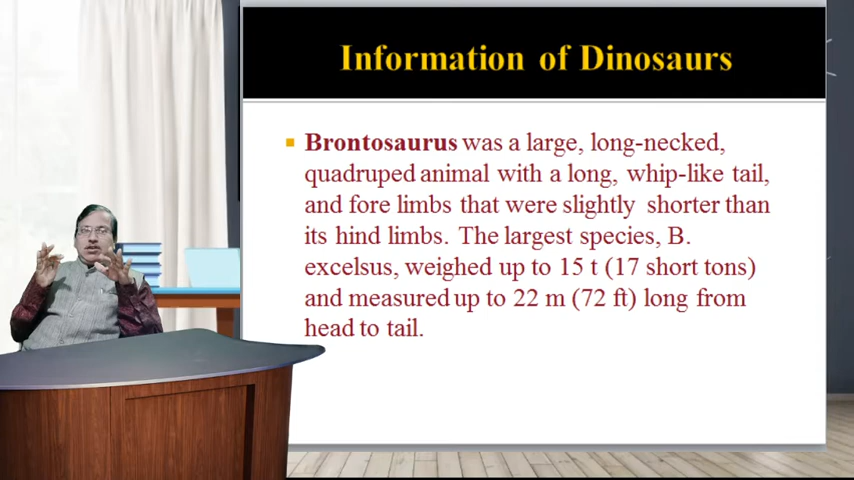 Information of Dinosaurs
Brontosaurus was a large, long-necked,
quadruped animal with a long, whip-like tail,
and fore limbs that were slightly shorter than
its hind limbs. The largest species, B.
excelsus, weighed up to 15 t (17 short tons)
and measured up to 22 m (72 ft) long from
head to tail.